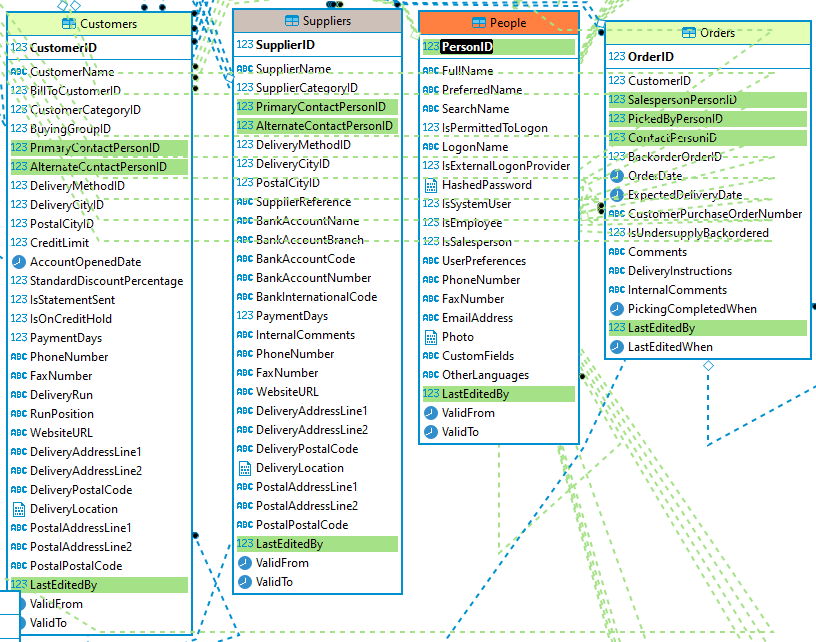 Customers
123 CustomerID
ABC CustomerName
123 BillToCustomerID
123 CustomerCategoryID
123 BuyingGroupID
123 PrimaryContactPersonID
123 AlternateContactPersonID
123 DeliveryMethodID
123 DeliveryCityID
123 PostalCityID
123 CreditLimit
AccountOpenedDate
123 StandardDiscountPercentage
123 IsStatementSent
123 IsOnCreditHold
123 PaymentDays
ABC PhoneNumber
ABC FaxNumber
ABC DeliveryRun
ABC RunPosition
ABC WebsiteURL
ABC DeliveryAddressLine1
ABC DeliveryAddressLine2
ABC DeliveryPostalCode
DeliveryLocation
ABC PostalAddressLine1
ABC PostalAddressLine2
ABC PostalPostalCode
123 LastEditedBy
ValidFrom
ValidTo
Suppliers
123 SupplierID
ABC SupplierName
123 SupplierCategoryID
123 PrimaryContactPersonID
123 AlternateContactPersonID
123 DeliveryMethodID
123 DeliveryCityID
123 PostalCityID
ABC SupplierReference
ABC BankAccountName
ABC BankAccountBranch
ABC BankAccountCode
ABC BankAccountNumber
ABC BankInternationalCode
123 PaymentDays
ABC InternalComments
ABC PhoneNumber
ABC FaxNumber
ABC WebsiteURL
ABC DeliveryAddressLine1
ABC DeliveryAddressLine2
ABC DeliveryPostalCode
DeliveryLocation
ABC PostalAddressLine1
ABC PostalAddressLine2
ABC PostalPostalCode
123 LastEditedBy
ValidFrom
ValidTo
People
123 PersonID
ABC FullName
ABC PreferredName
ABC SearchName
123 IsPermittedToLogon
ABC LogonName
123 IsExternalLogonProvider
HashedPassword
123 IsSystemUser
123 IsEmployee
123 IsSalesperson
ABC UserPreferences
ABC PhoneNumber
ABC FaxNumber
ABC EmailAddress
Photo
ABC CustomFields
ABC OtherLanguages
123 LastEditedBy
ValidFrom
ValidTo
Orders
123 OrderID
123 CustomerID
123 SalespersonPersonID
123 PickedByPersonID
123 ContactPersonID
123 BackorderOrderID
OrderDate
ExpectedDeliveryDate
ABC CustomerPurchaseOrderNumber
123 IsUndersupplyBackordered
ABC Comments
ABC DeliveryInstructions
ABC InternalComments
PickingCompletedWhen
123 LastEditedBy
LastEditedWhen